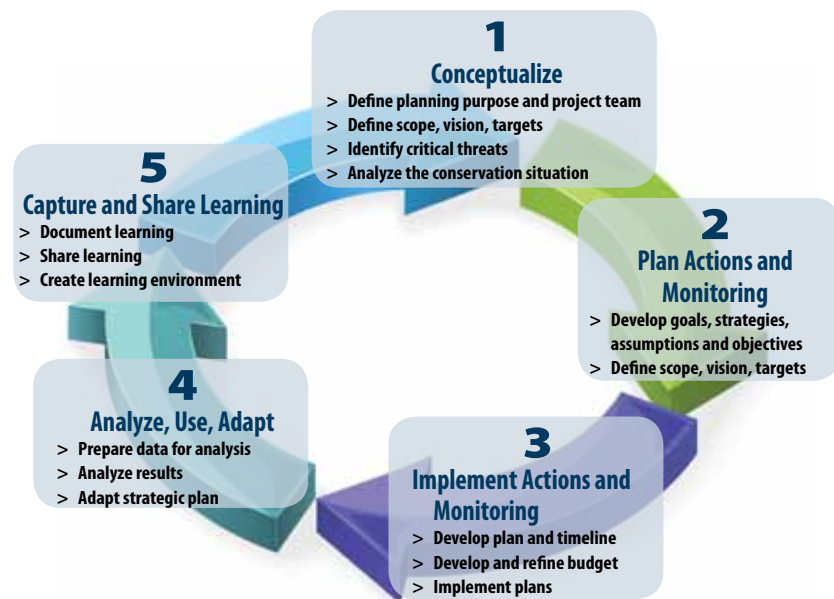 1
Conceptualize
> Define planning purpose and project team
> Define scope, vision, targets
> Identify critical threats
> Analyze the conservation situation
2
Plan Actions and
Monitoring
> Develop goals, strategies,
assumptions and objectives
> Define scope, vision, targets
3
Implement Actions and
Monitoring
> Develop plan and timeline
> Develop and refine budget
> Implement plans
4
Analyze, Use, Adapt
> Prepare data for analysis
> Analyze results
> Adapt strategic plan
5
Capture and Share Learning
> Document learning
> Share learning
> Create learning environment